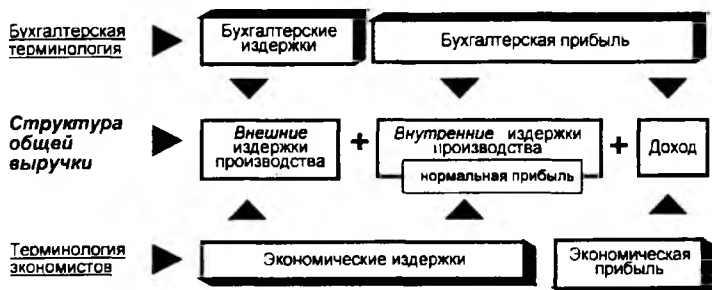 Бухгалтерская
терминология
Бухгалтерские
издержки
Бухгалтерская прибыль
Структура
общей
выручки
Внешние
издержки
производства
+
Внутренние издержки
производства
нормальная прибыль
+
Доход
Терминология
экономистов
Экономические издержки
Экономическая
прибыль